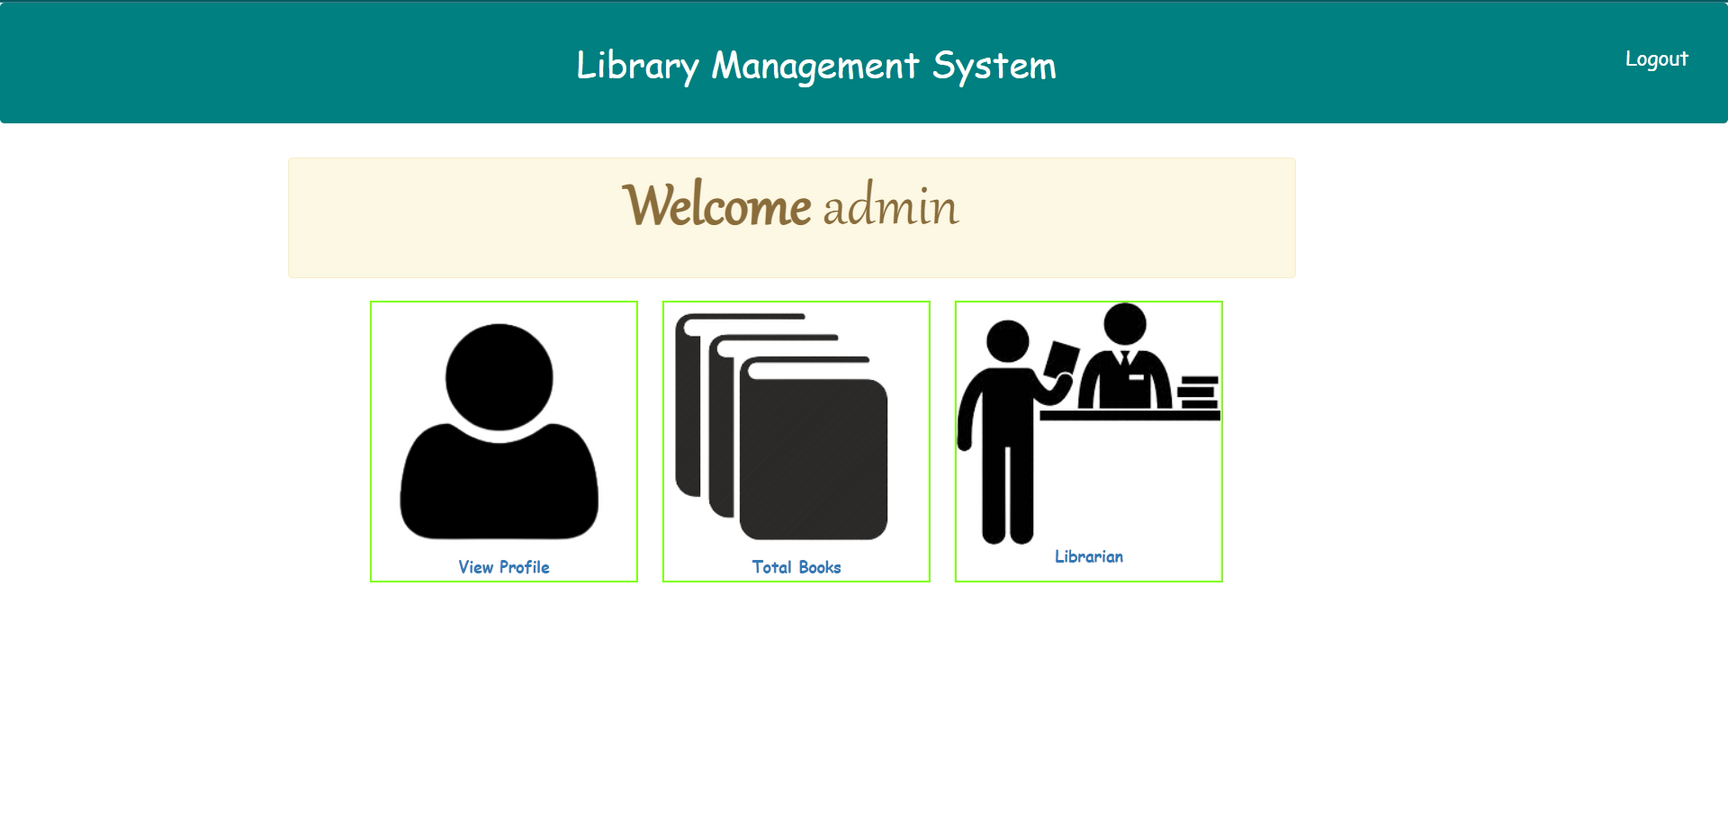 Library Management System
Logout
Welcome admin
View Profile
Total Books
Librarian